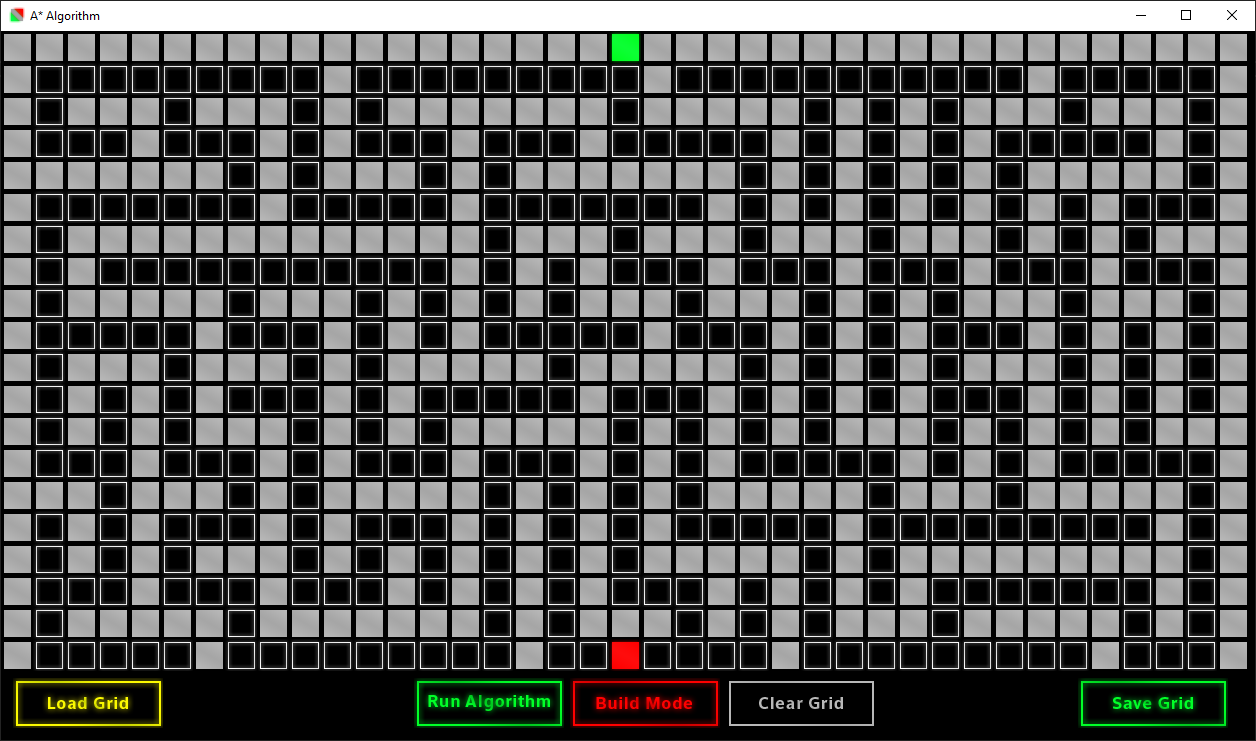 A* Algorithm
Load Grid
Run Algorithm
Build Mode
Clear Grid
Save Grid